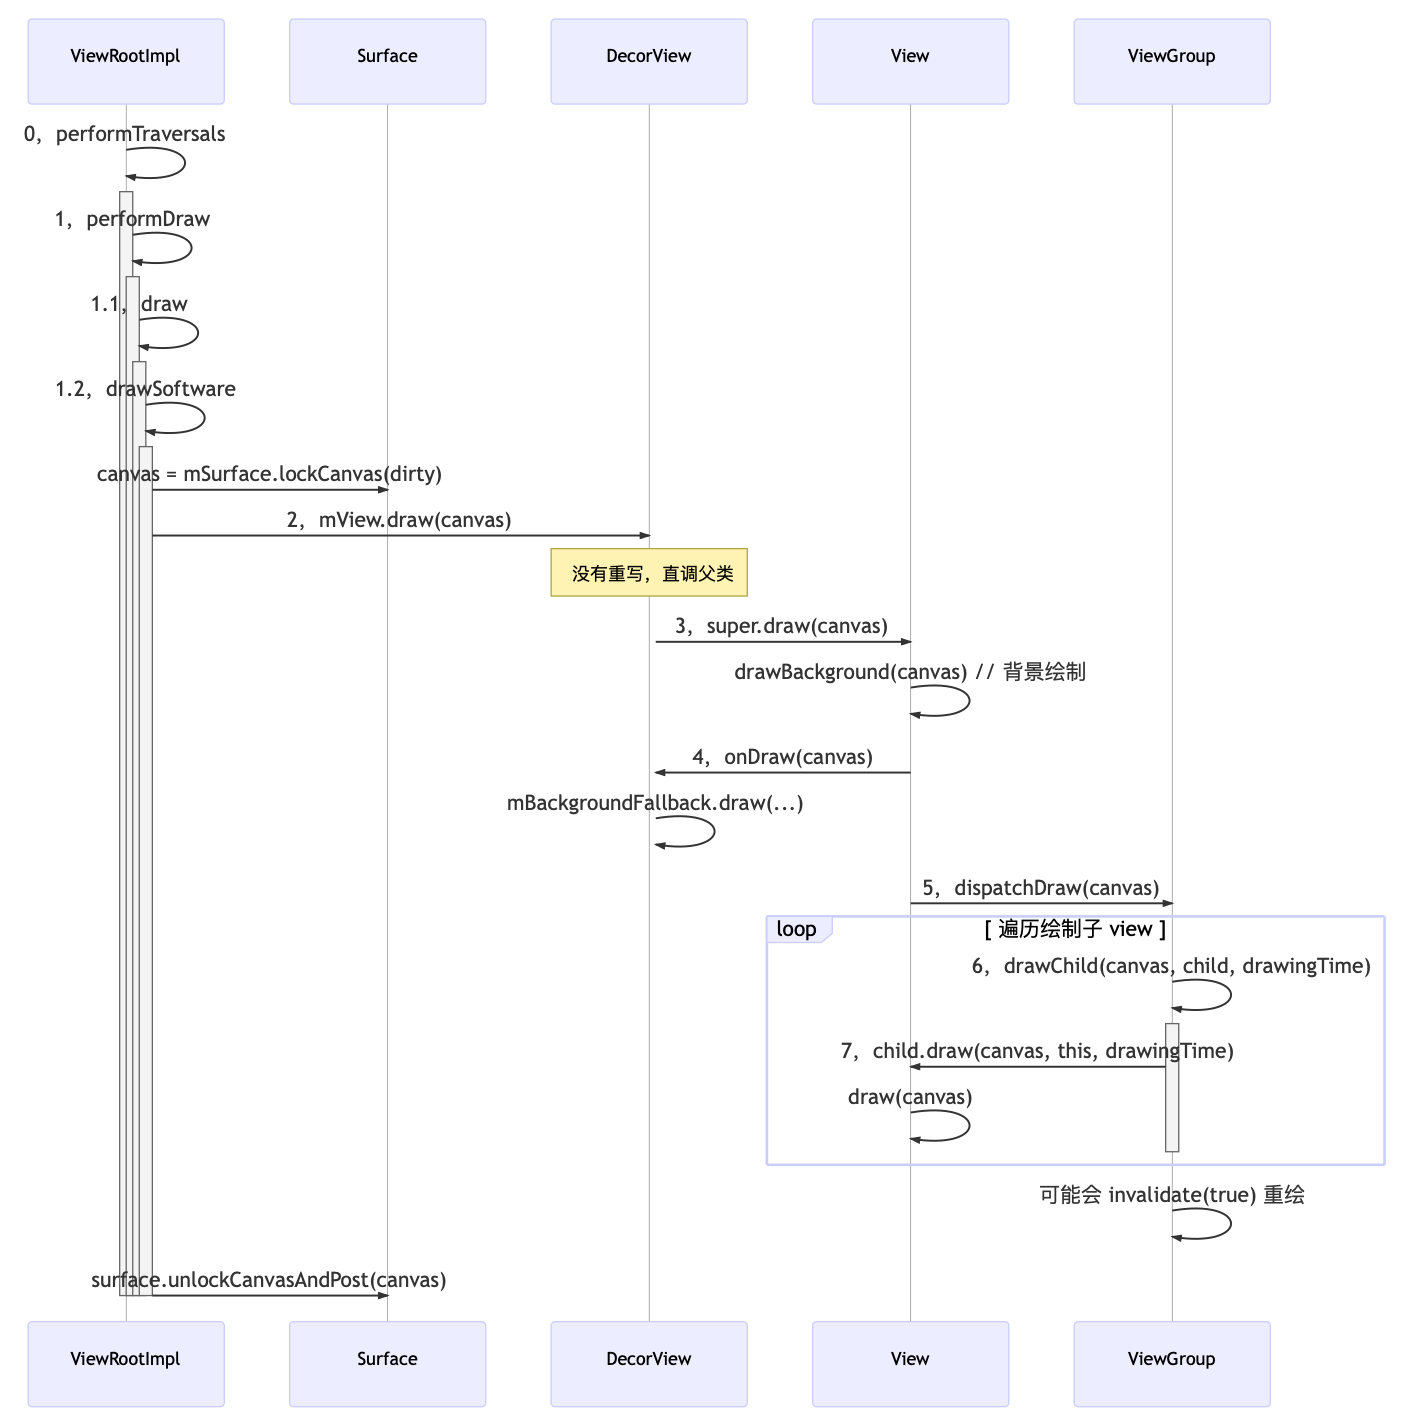 ViewRootImpl
Surface
DecorView
View
ViewGroup
0，performTraversals
1，performDraw
1.1，draw
1.2，drawSoftware
canvas = mSurface.lockCanvas(dirty)
2，mView.draw(canvas)
没有重写，直调父类
3，super.draw(canvas)
drawBackground(canvas) // 背景绘制
4，onDraw(canvas)
mBackgroundFallback.draw(...)
5，dispatchDraw(canvas)
loop
[ 遍历绘制子 view ]
6，drawChild(canvas, child, drawingTime)
7，child.draw(canvas, this, drawingTime)
draw(canvas)
可能会 invalidate(true) 重绘
surface.unlockCanvasAndPost(canvas)
ViewRootImpl
Surface
DecorView
View
ViewGroup